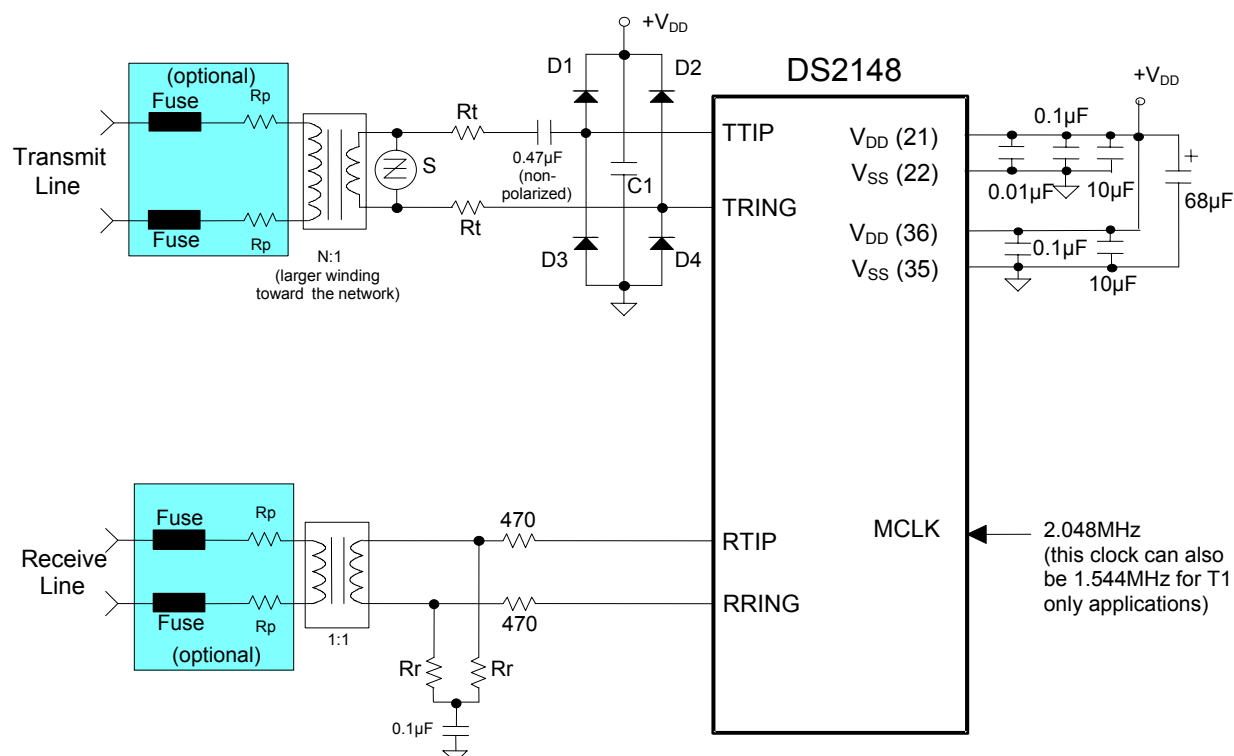 +VDD
(optional)
Fuse
Rp
Transmit
Line
Fuse
Rp
N:1
(larger winding
toward the network)
S
Rt
Rt
0.47µF
(non-
polarized)
D1
D2
C1
D3
D4
DS2148
TTIP
TRING
VDD (21)
VSS (22)
VDD (36)
VSS (35)
+VDD
0.1µF
0.01µF
10µF
+
68µF
0.1µF
10µF
Receive
Line
Fuse
Rp
Fuse
Rp
(optional)
1:1
470
470
Rr
Rr
0.1µF
RTIP
RRING
MCLK
2.048MHz
(this clock can also
be 1.544MHz for T1
only applications)